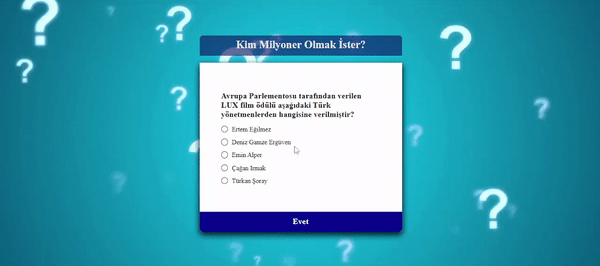 Kim Milyoner Olmak İster?
Avrupa Parlementosu tarafından verilen
LUX film ödülü aşağıdaki Türk
yönetmenlerden hangisine verilmiştir?
Ertem Eğilmez
Deniz Gamze Ergüven
Emin Alper
Çağan Irmak
Türkan Şoray
Evet